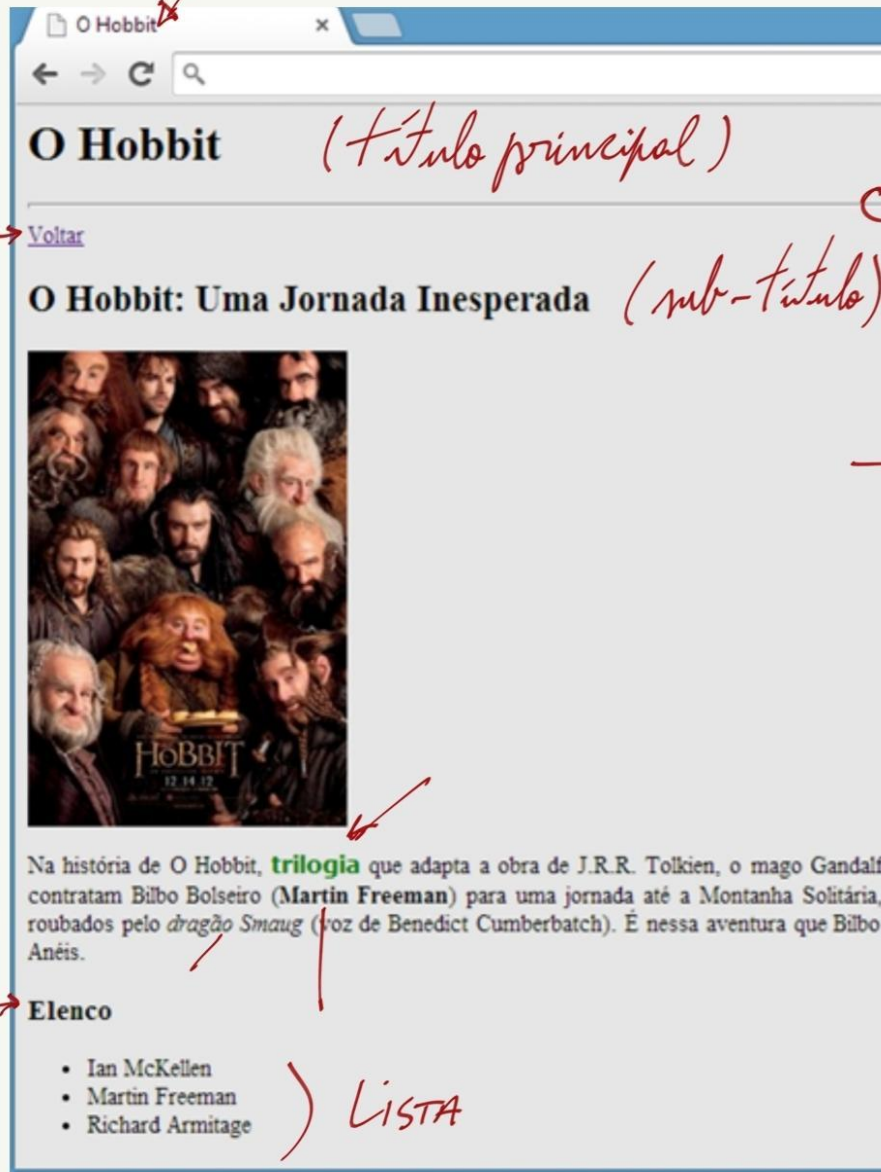 O Hobbit
O Hobbit (título principal)
Voltar
O Hobbit: Uma Jornada Inesperada (sub-título)
HOBBIT
12.14.12
Na história de O Hobbit, trilogia que adapta a obra de J.R.R. Tolkien, o mago Gandalf
contratam Bilbo Bolseiro (Martin Freeman) para uma jornada até a Montanha Solitária,
roubados pelo dragão Smaug (voz de Benedict Cumberbatch). É nessa aventura que Bilbo
Anéis.
Elenco
• Ian McKellen
• Martin Freeman
• Richard Armitage
LISTA